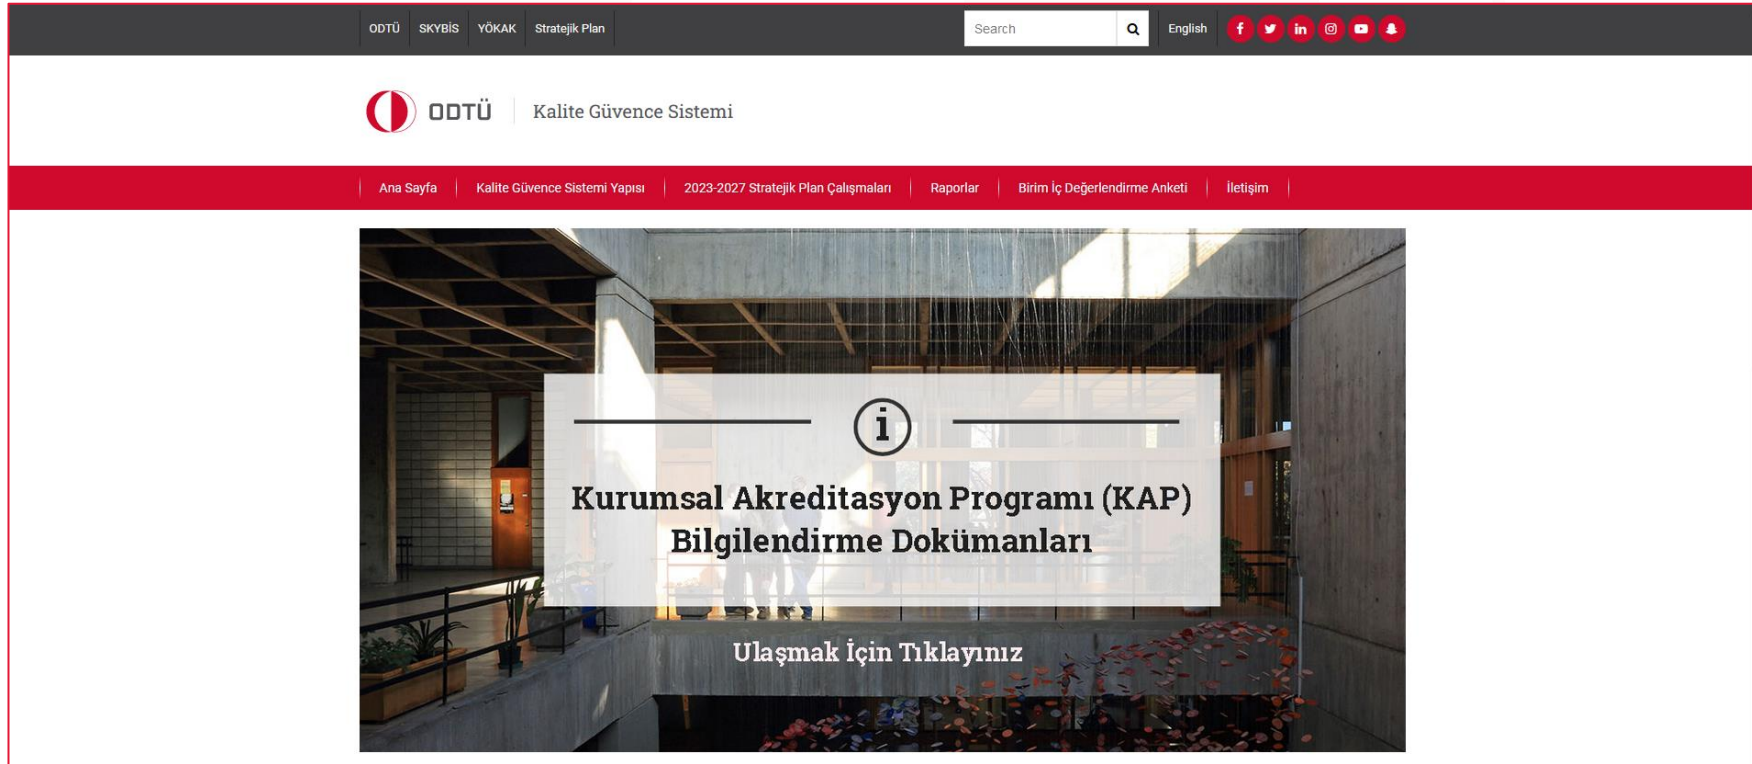 ODTÜ SKYBİS YÖKAK Stratejik Plan Search English
ODTÜ Kalite Güvence Sistemi
Ana Sayfa Kalite Güvence Sistemi Yapısı 2023-2027 Stratejik Plan Çalışmaları Raporlar Birim İç Değerlendirme Anketi İletişim
i
Kurumsal Akreditasyon Programı (KAP)
Bilgilendirme Dokümanları
Ulaşmak İçin Tıklayınız